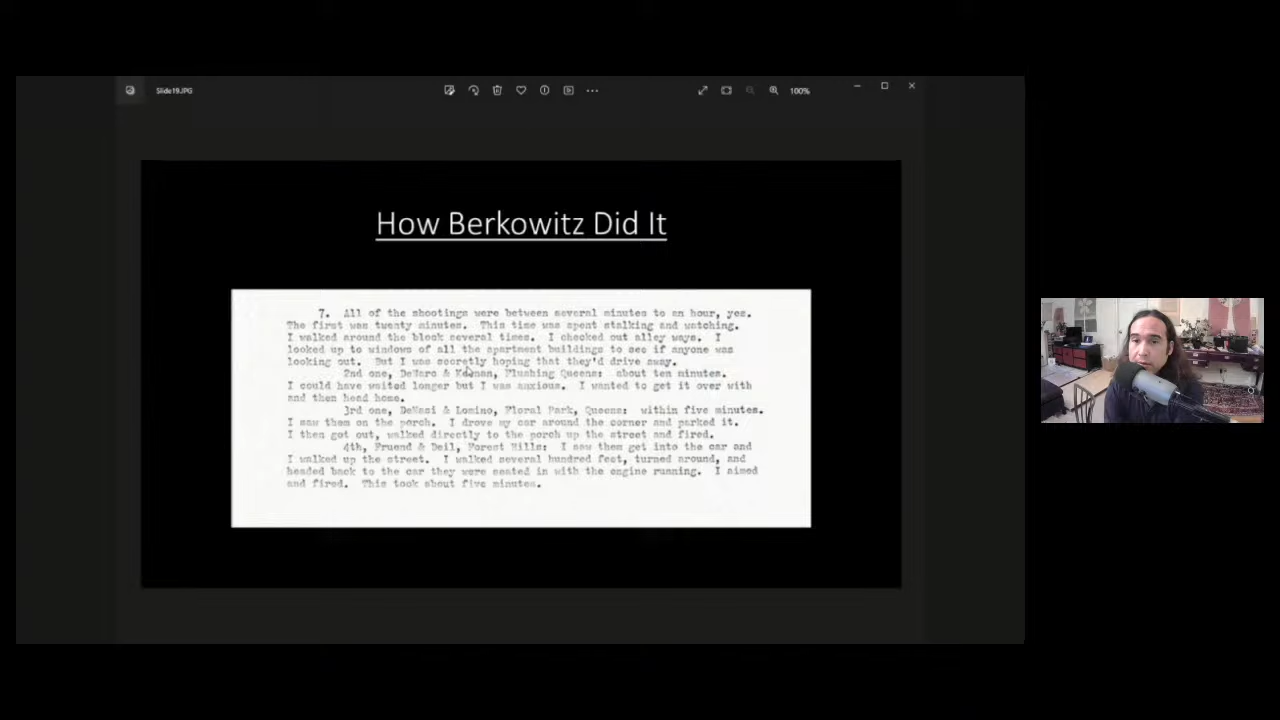 Slide19.JPG
100%
How Berkowitz Did It
7. All of the shootings were between several minutes to an hour, yes.
The first was twenty minutes. This time was spent stalking and watching.
I walked around the block several times. I checked out alley ways. I
looked up to windows of all the apartment buildings to see if anyone was
looking out. But I was secretly hoping that they'd drive away.
2nd one, DeNaro & Keenan, Flushing Queens: about ten minutes.
I could have waited longer but I was anxious. I wanted to get it over with
and then head home.
3rd one, DeMasi & Lomino, Floral Park, Queens: within five minutes.
I saw them on the porch. I drove my car around the corner and parked it.
I then got out, walked directly to the porch up the street and fired.
4th, Fruend & Deil, Forest Hills: I saw them get into the car and
I walked up the street. I walked several hundred feet, turned around, and
headed back to the car they were seated in with the engine running. I aimed
and fired. This took about five minutes.